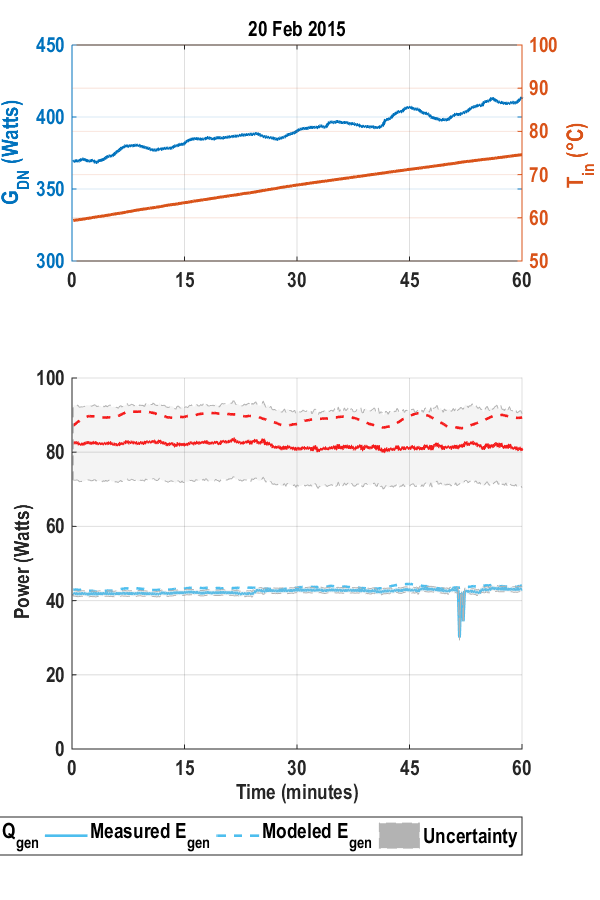 20 Feb 2015
450
400
350
300
G_DN (Watts)
100
90
80
70
60
50
T_in (°C)
0 15 30 45 60
100
80
60
40
20
0
Power (Watts)
0 15 30 45 60
Time (minutes)
Q_gen Measured E_gen Modeled E_gen Uncertainty